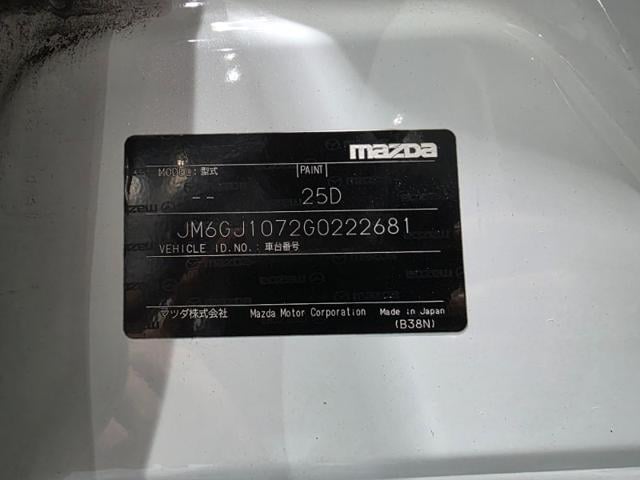 mazda
MODEL : 型式 PAINT
-- 25D
JM6GJ1072G0222681
VEHICLE ID.NO.: 車台番号
マツダ株式会社 Mazda Motor Corporation Made in Japan
(B38N)